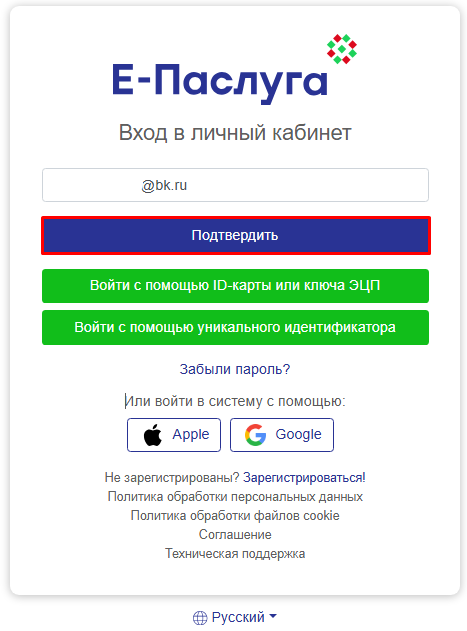 Е-Паслуга
Вход в личный кабинет
@bk.ru
Подтвердить
Войти с помощью ID-карты или ключа ЭЦП
Войти с помощью уникального идентификатора
Забыли пароль?
Или войти в систему с помощью:
Apple Google
Не зарегистрированы? Зарегистрироваться!
Политика обработки персональных данных
Политика обработки файлов cookie
Соглашение
Техническая поддержка
Русский